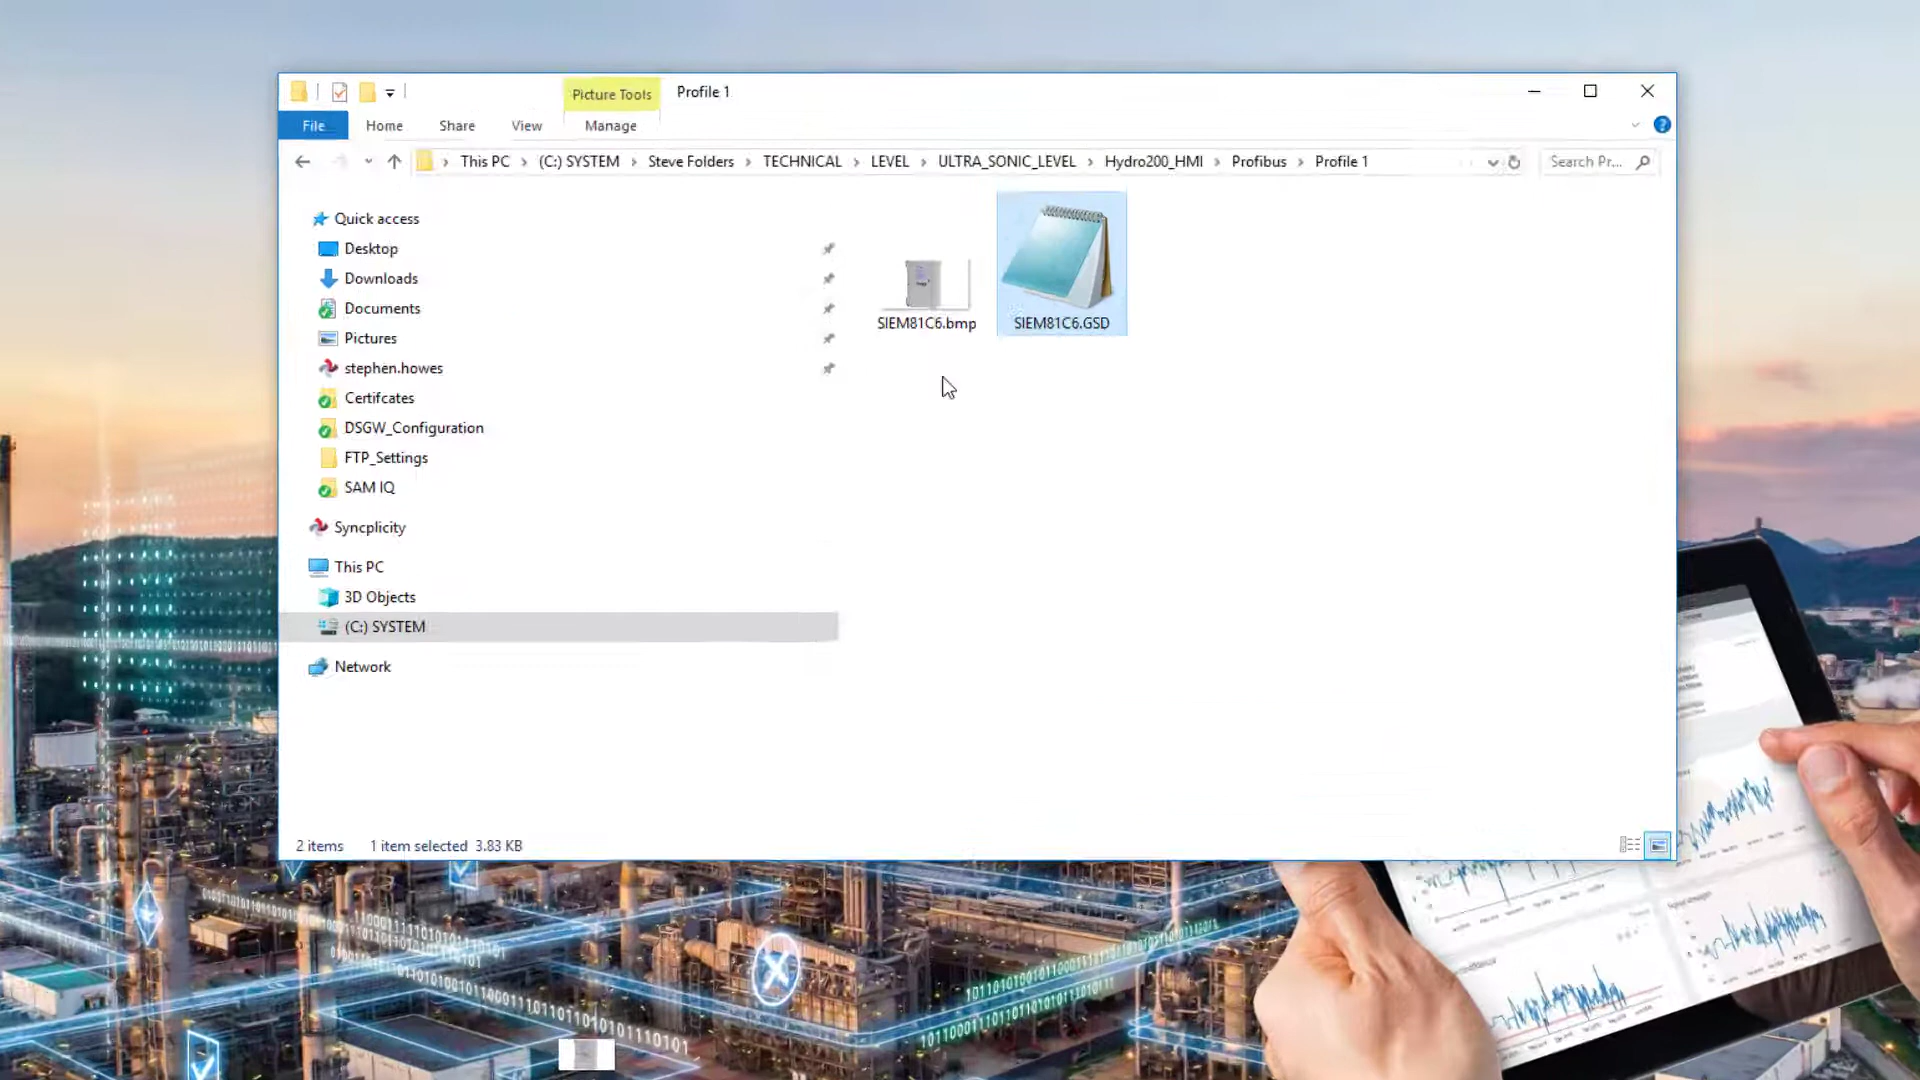 Picture Tools
Profile 1
File
Home
Share
View
Manage
This PC
(C:) SYSTEM
Steve Folders
TECHNICAL
LEVEL
ULTRA_SONIC_LEVEL
Hydro200_HMI
Profibus
Profile 1
Search Pr...
Quick access
Desktop
Downloads
Documents
Pictures
stephen.howes
Certifcates
DSGW_Configuration
FTP_Settings
SAM IQ
Syncplicity
This PC
3D Objects
(C:) SYSTEM
Network
SIEM81C6.bmp
SIEM81C6.GSD
2 items
1 item selected 3.83 KB